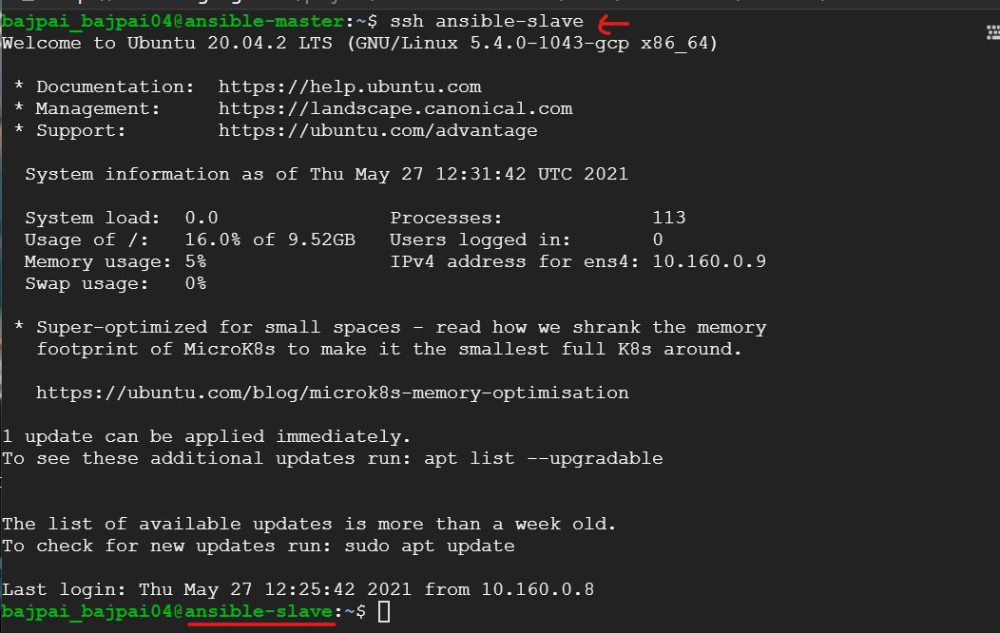 bajpai_bajpai04@ansible-master:~$ ssh ansible-slave
Welcome to Ubuntu 20.04.2 LTS (GNU/Linux 5.4.0-1043-gcp x86_64)
* Documentation: https://help.ubuntu.com
* Management: https://landscape.canonical.com
* Support: https://ubuntu.com/advantage
System information as of Thu May 27 12:31:42 UTC 2021
System load: 0.0 Processes: 113
Usage of /: 16.0% of 9.52GB Users logged in: 0
Memory usage: 5% IPv4 address for ens4: 10.160.0.9
Swap usage: 0%
* Super-optimized for small spaces - read how we shrank the memory
footprint of MicroK8s to make it the smallest full K8s around.
https://ubuntu.com/blog/microk8s-memory-optimisation
1 update can be applied immediately.
To see these additional updates run: apt list --upgradable
The list of available updates is more than a week old.
To check for new updates run: sudo apt update
Last login: Thu May 27 12:25:42 2021 from 10.160.0.8
bajpai_bajpai04@ansible-slave:~$